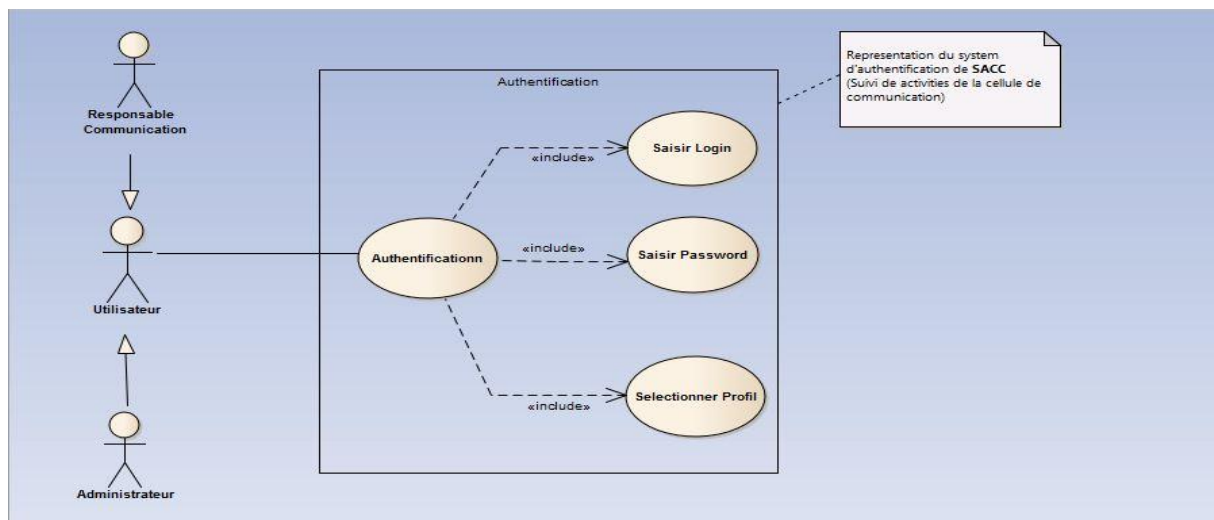 Representation du system
d'authentification de SACC
(Suivi de activities de la cellule de
communication)
Authentification
Responsable
Communication
Saisir Login
«include»
Authentificationn
«include»
Saisir Password
Utilisateur
Selectionner Profil
«include»
Administrateur